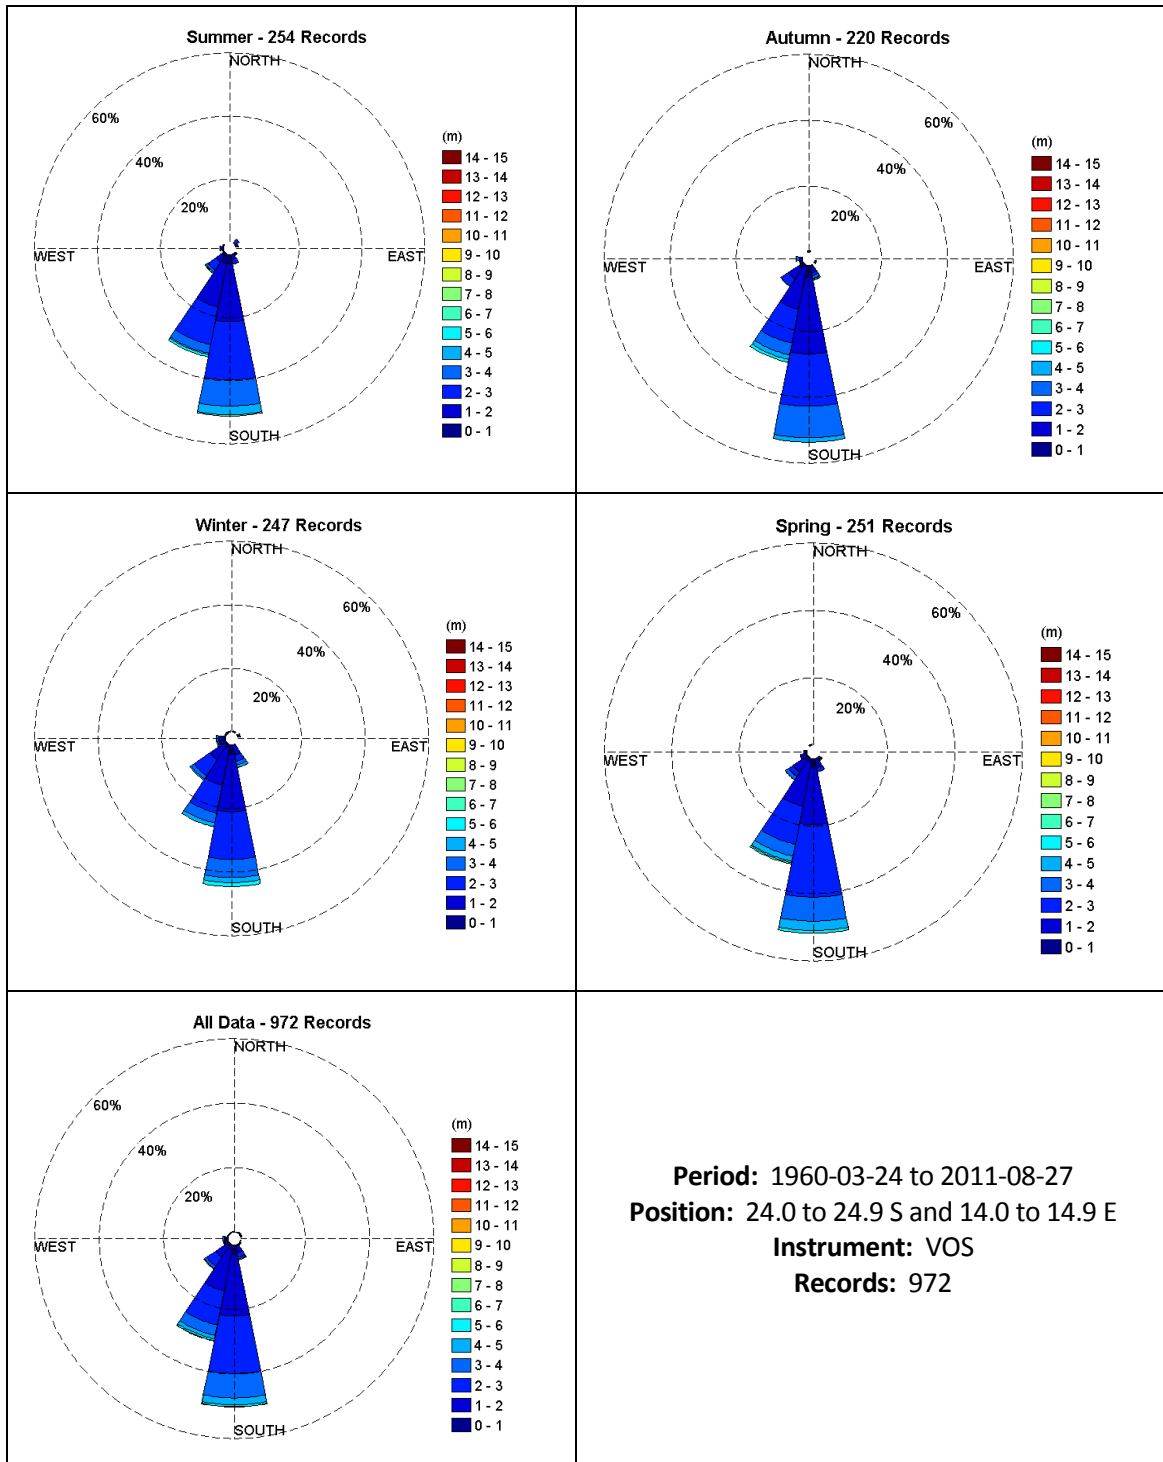 Summer - 254 Records
NORTH
60%
40%
20%
WEST
EAST
SOUTH
(m)
14 - 15
13 - 14
12 - 13
11 - 12
10 - 11
9 - 10
8 - 9
7 - 8
6 - 7
5 - 6
4 - 5
3 - 4
2 - 3
1 - 2
0 - 1
Autumn - 220 Records
NORTH
60%
40%
20%
WEST
EAST
SOUTH
(m)
14 - 15
13 - 14
12 - 13
11 - 12
10 - 11
9 - 10
8 - 9
7 - 8
6 - 7
5 - 6
4 - 5
3 - 4
2 - 3
1 - 2
0 - 1
Winter - 247 Records
NORTH
60%
40%
20%
WEST
EAST
SOUTH
(m)
14 - 15
13 - 14
12 - 13
11 - 12
10 - 11
9 - 10
8 - 9
7 - 8
6 - 7
5 - 6
4 - 5
3 - 4
2 - 3
1 - 2
0 - 1
Spring - 251 Records
NORTH
60%
40%
20%
WEST
EAST
SOUTH
(m)
14 - 15
13 - 14
12 - 13
11 - 12
10 - 11
9 - 10
8 - 9
7 - 8
6 - 7
5 - 6
4 - 5
3 - 4
2 - 3
1 - 2
0 - 1
All Data - 972 Records
NORTH
60%
40%
20%
WEST
EAST
SOUTH
(m)
14 - 15
13 - 14
12 - 13
11 - 12
10 - 11
9 - 10
8 - 9
7 - 8
6 - 7
5 - 6
4 - 5
3 - 4
2 - 3
1 - 2
0 - 1
Period: 1960-03-24 to 2011-08-27
Position: 24.0 to 24.9 S and 14.0 to 14.9 E
Instrument: VOS
Records: 972